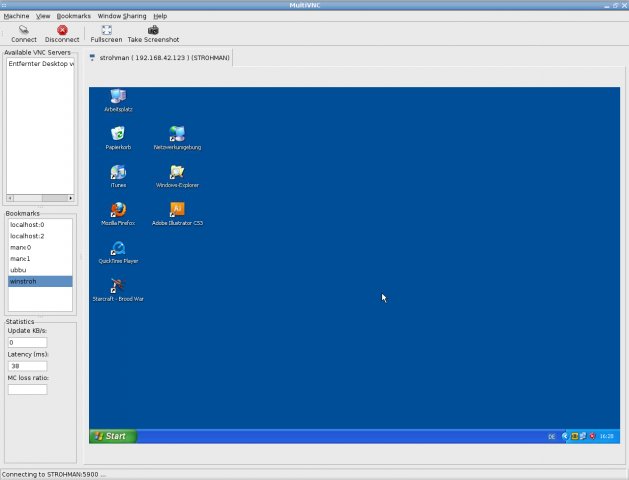 MultiVNC
Machine View Bookmarks Window Sharing Help
Connect Disconnect Fullscreen Take Screenshot
Available VNC Servers
Entfernter Desktop
strohman ( 192.168.42.123 ) (STROHMAN)
Arbeitsplatz
Papierkorb Netzwerkumgebung
iTunes Windows-Explorer
Mozilla Firefox Adobe Illustrator CS3
QuickTime Player
Starcraft - Brood War
Bookmarks
localhost:0
localhost:2
manx:0
manx:1
ubbu
winstroh
Statistics
Update KB/s:
0
Latency (ms):
38
MC loss ratio:
Start DE 16:20
Connecting to STROHMAN:5900 ...